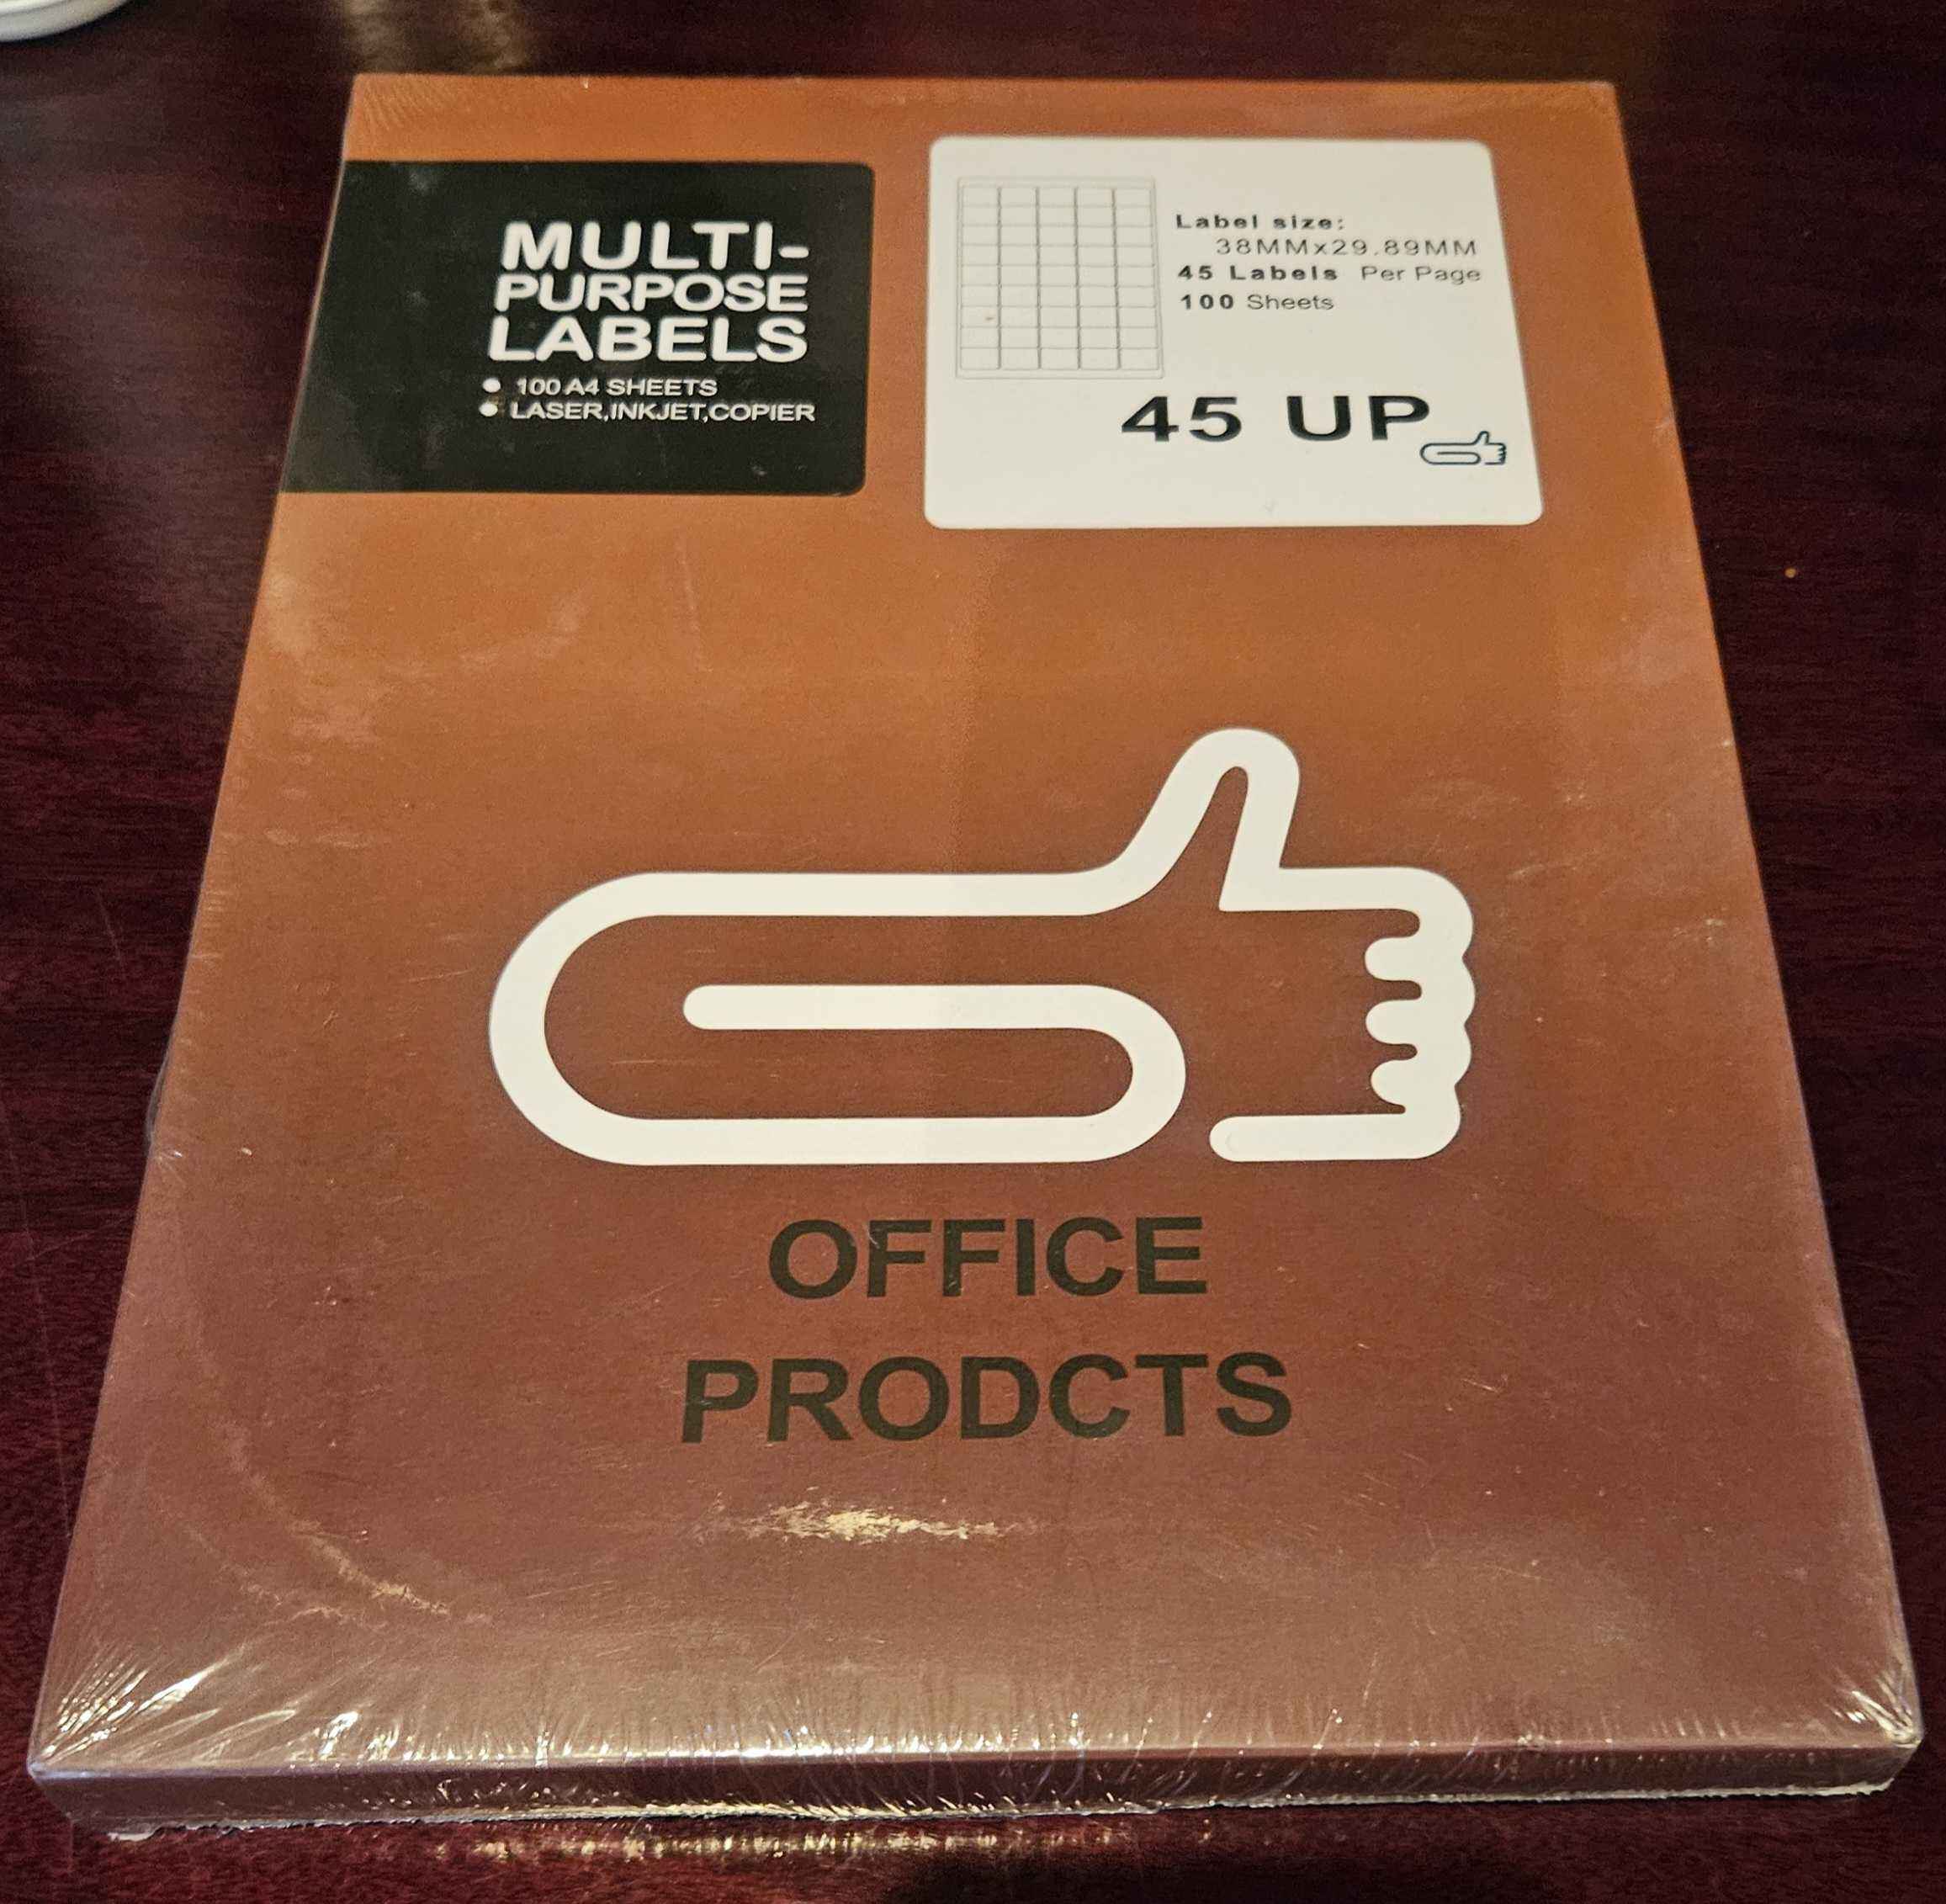 MULTI-
PURPOSE
LABELS
● 100 A4 SHEETS
● LASER,INKJET,COPIER
Label size:
38MMx29.89MM
45 Labels Per Page
100 Sheets
45 UP
OFFICE
PRODCTS